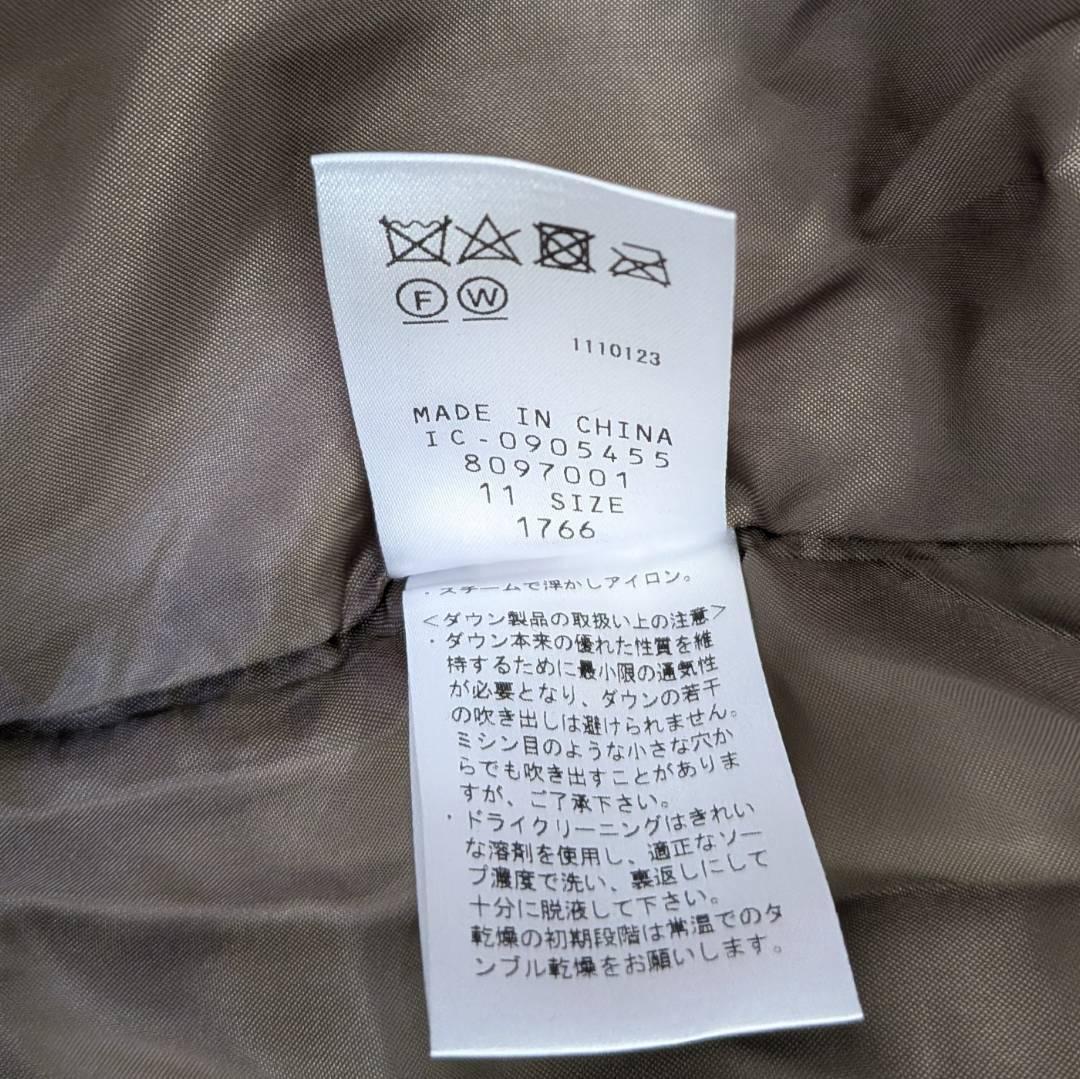 F W
1110123
MADE IN CHINA
IC-0905455
8097001
11 SIZE
1766
・スチームで浮かしアイロン。
＜ダウン製品の取扱い上の注意＞
・ダウン本来の優れた性質を維
持するために最小限の通気性
が必要となり、ダウンの若干
の吹き出しは避けられません。
ミシン目のような小さな穴か
らでも吹き出すことがありま
すが、ご了承下さい。
・ドライクリーニングはきれい
な溶剤を使用し、適正なソー
プ濃度で洗い、裏返しにして
十分に脱液して下さい。
乾燥の初期段階は常温でのタ
ンブル乾燥をお願いします。